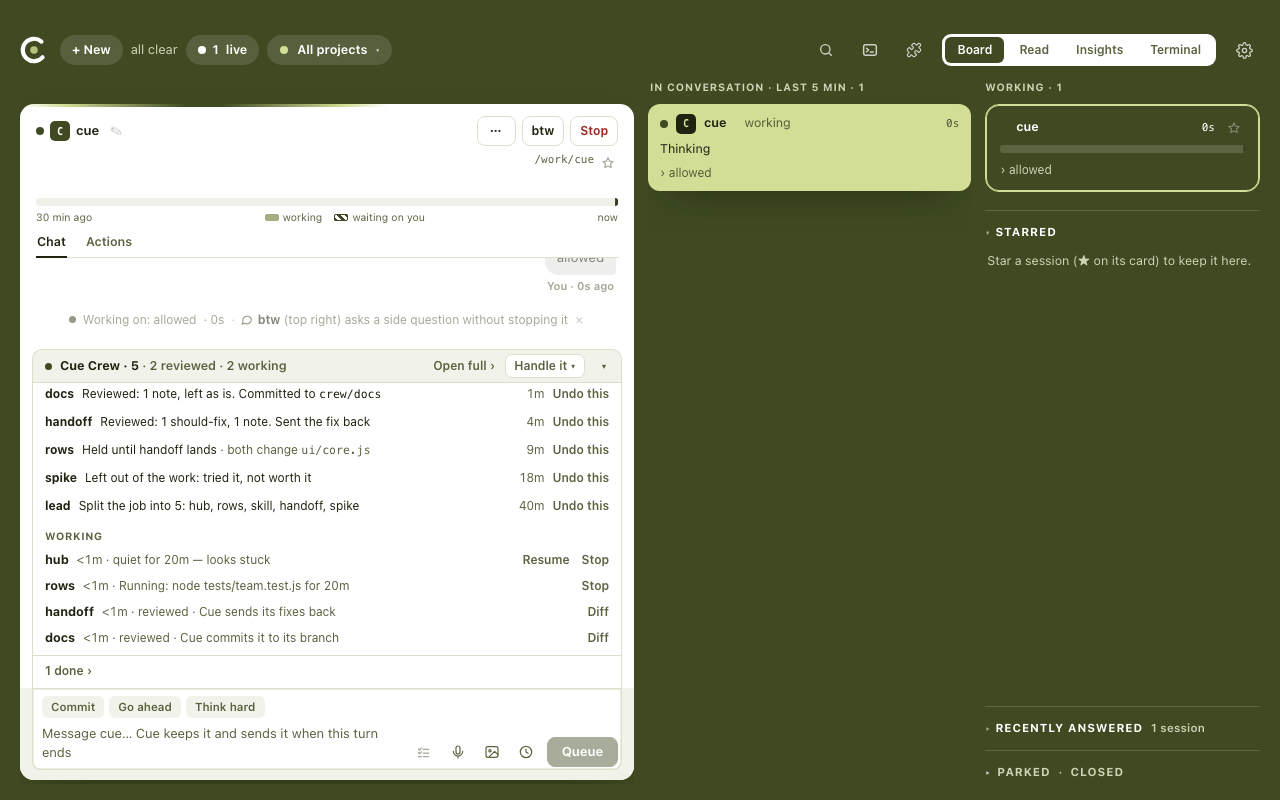 + New all clear 1 live All projects
Board Read Insights Terminal
C cue
··· btw Stop
/work/cue
30 min ago working waiting on you now
Chat Actions
allowed
You · 0s ago
Working on: allowed · 0s · btw (top right) asks a side question without stopping it ×
Cue Crew · 5 · 2 reviewed · 2 working Open full › Handle it ▾ ▾
docs Reviewed: 1 note, left as is. Committed to crew/docs 1m Undo this
handoff Reviewed: 1 should-fix, 1 note. Sent the fix back 4m Undo this
rows Held until handoff lands · both change ui/core.js 9m Undo this
spike Left out of the work: tried it, not worth it 18m Undo this
lead Split the job into 5: hub, rows, skill, handoff, spike 40m Undo this
WORKING
hub <1m · quiet for 20m — looks stuck Resume Stop
rows <1m · Running: node tests/team.test.js for 20m Stop
handoff <1m · reviewed · Cue sends its fixes back Diff
docs <1m · reviewed · Cue commits it to its branch Diff
1 done ›
Commit Go ahead Think hard
Message cue... Cue keeps it and sends it when this turn
ends
Queue
IN CONVERSATION · LAST 5 MIN · 1
C cue working 0s
Thinking
› allowed
WORKING · 1
cue 0s
› allowed
STARRED
Star a session (★ on its card) to keep it here.
RECENTLY ANSWERED 1 session
PARKED · CLOSED